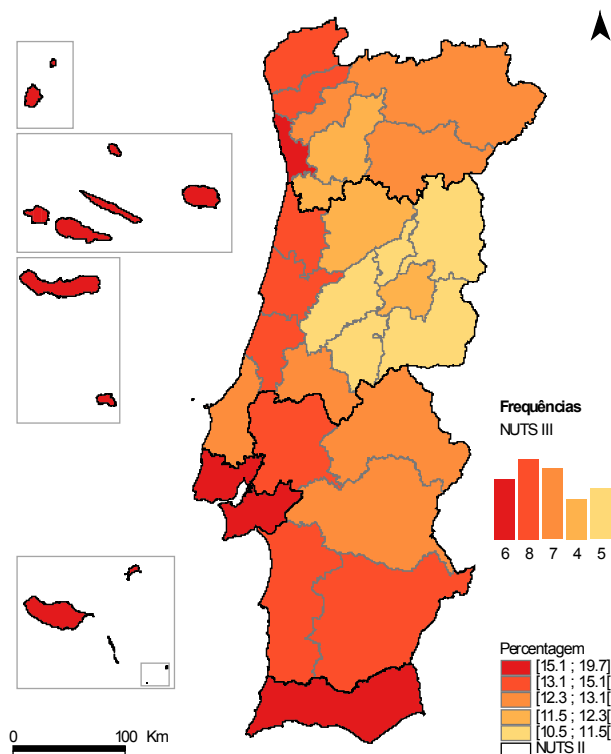 Frequências
NUTS III
6 8 7 4 5
Percentagem
[15.1 ; 19.7]
[13.1 ; 15.1[
[12.3 ; 13.1[
[11.5 ; 12.3[
[10.5 ; 11.5[
NUTS II
0 100 Km